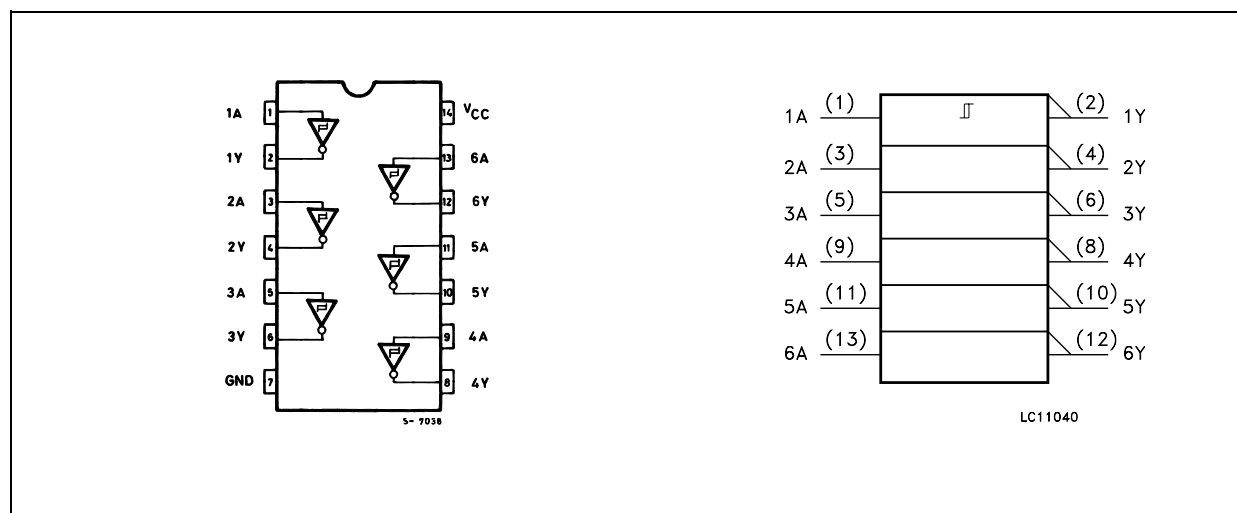 1A 1 14 VCC
1Y 2 13 6A
2A 3 12 6Y
2Y 4 11 5A
3A 5 10 5Y
3Y 6 9 4A
GND 7 8 4Y
S- 7038
1A (1) (2) 1Y
2A (3) (4) 2Y
3A (5) (6) 3Y
4A (9) (8) 4Y
5A (11) (10) 5Y
6A (13) (12) 6Y
LC11040